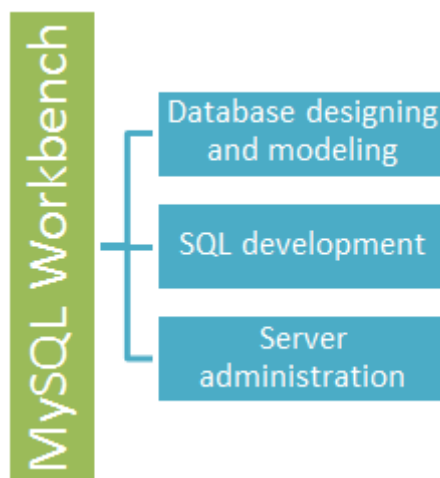 MySQL Workbench
Database designing
and modeling
SQL development
Server
administration